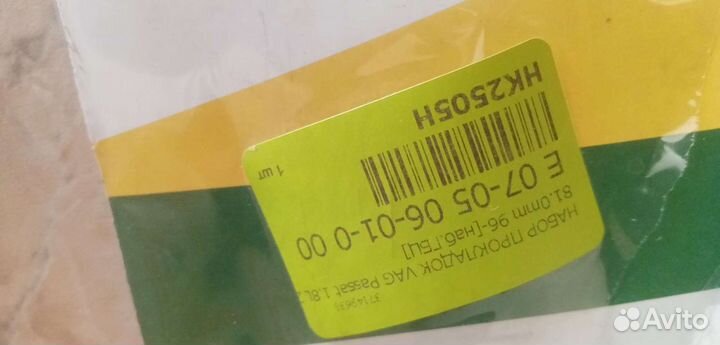 HK2505H
1 шт
E 07-05 06-01-0 00
81.0mm 96-[наб.ГБЦ]
НАБОР ПРОКЛАДОК VAG Passat 1.8L
Avito